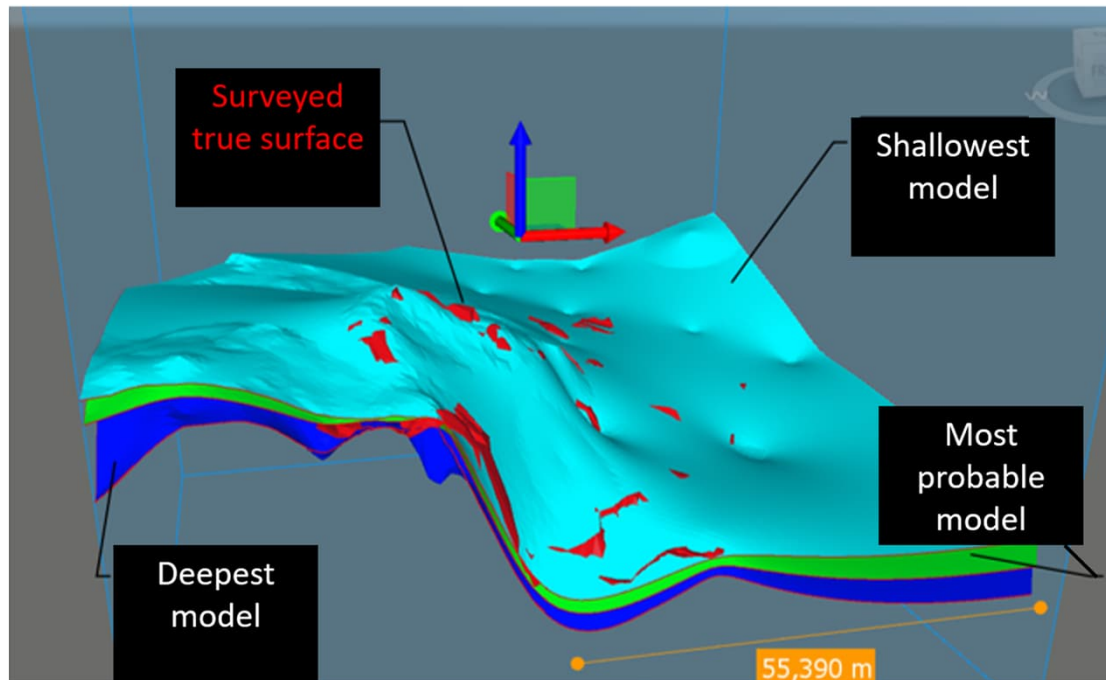 Surveyed
true surface
Shallowest
model
Most
probable
model
Deepest
model
55,390 m